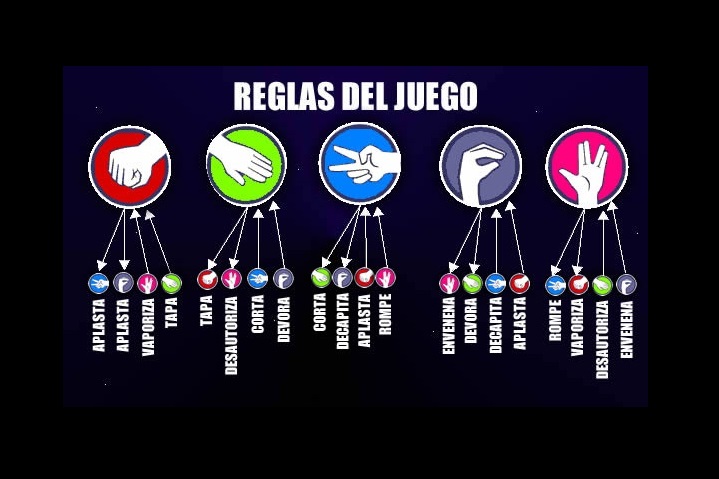 REGLAS DEL JUEGO
APLASTA
APLASTA
VAPORIZA
TAPA
TAPA
DESAUTORIZA
CORTA
DEVORA
CORTA
DECAPITA
APLASTA
ROMPE
ENVENENA
DEVORA
DECAPITA
APLASTA
ROMPE
VAPORIZA
DESAUTORIZA
ENVENENA